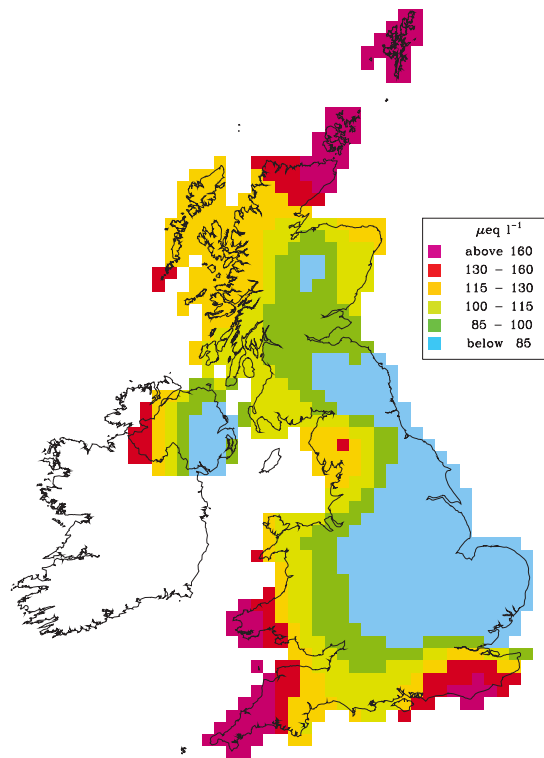 μeq l⁻¹
above 160
130 – 160
115 – 130
100 – 115
85 – 100
below 85